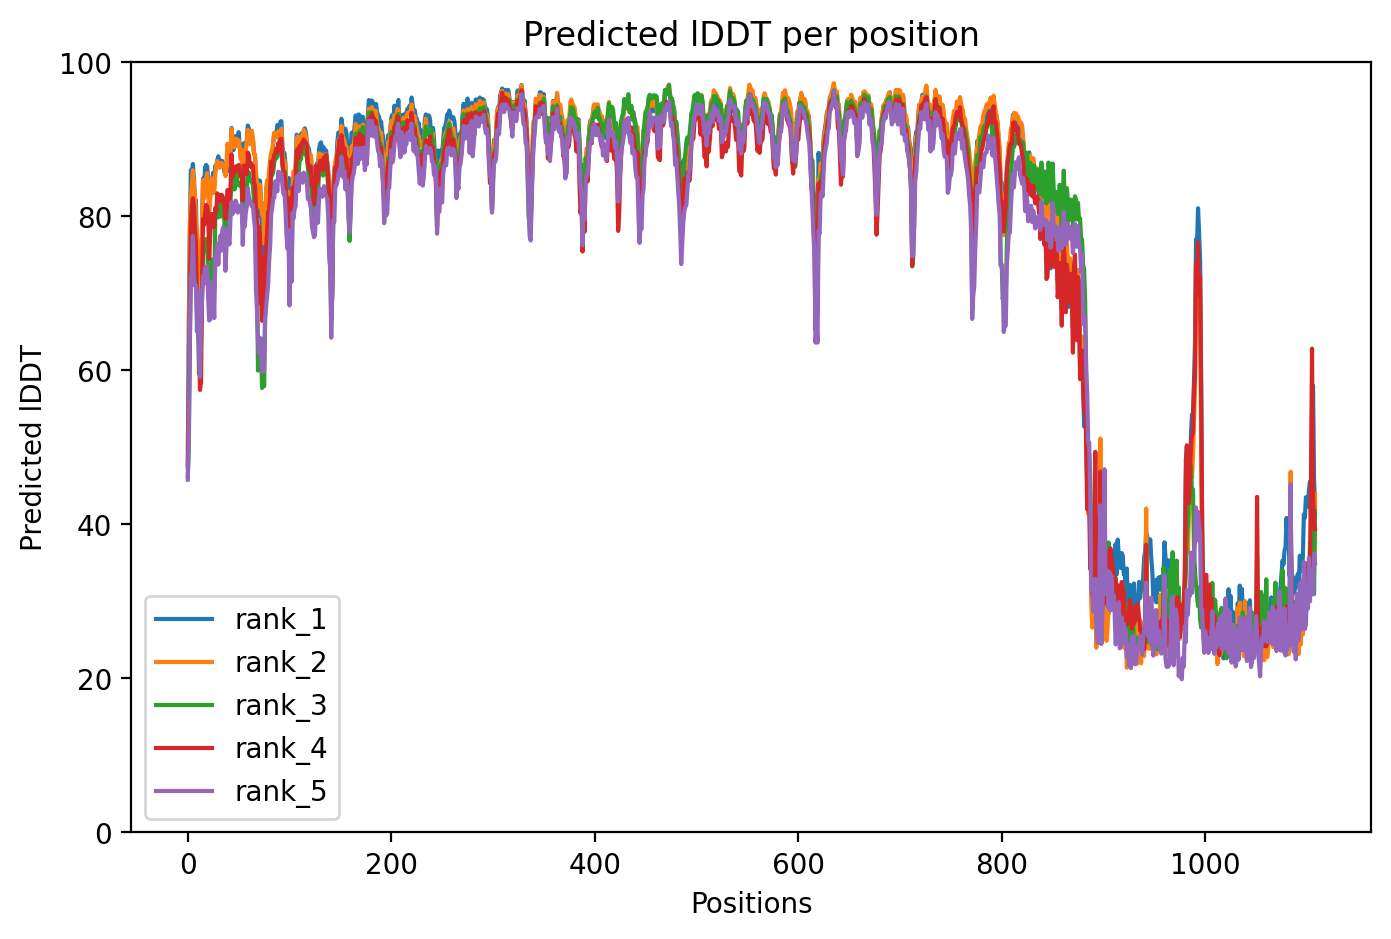 Predicted lDDT per position
Predicted lDDT
100
80
60
40
20
0
rank_1
rank_2
rank_3
rank_4
rank_5
0 200 400 600 800 1000
Positions